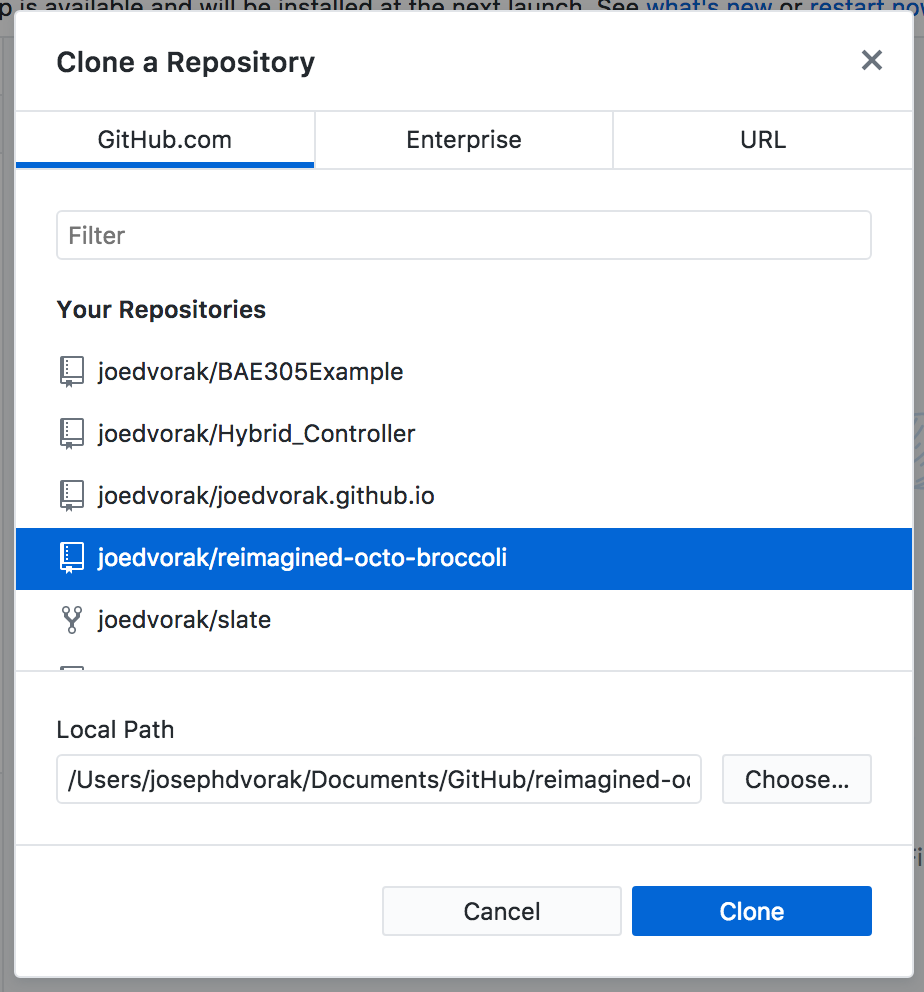 p is available and will be installed at the next launch. See what's new or restart now
Clone a Repository
GitHub.com
Enterprise
URL
Filter
Your Repositories
joedvorak/BAE305Example
joedvorak/Hybrid_Controller
joedvorak/joedvorak.github.io
joedvorak/reimagined-octo-broccoli
joedvorak/slate
Local Path
/Users/josephdvorak/Documents/GitHub/reimagined-oc
Choose...
Fi
Cancel
Clone